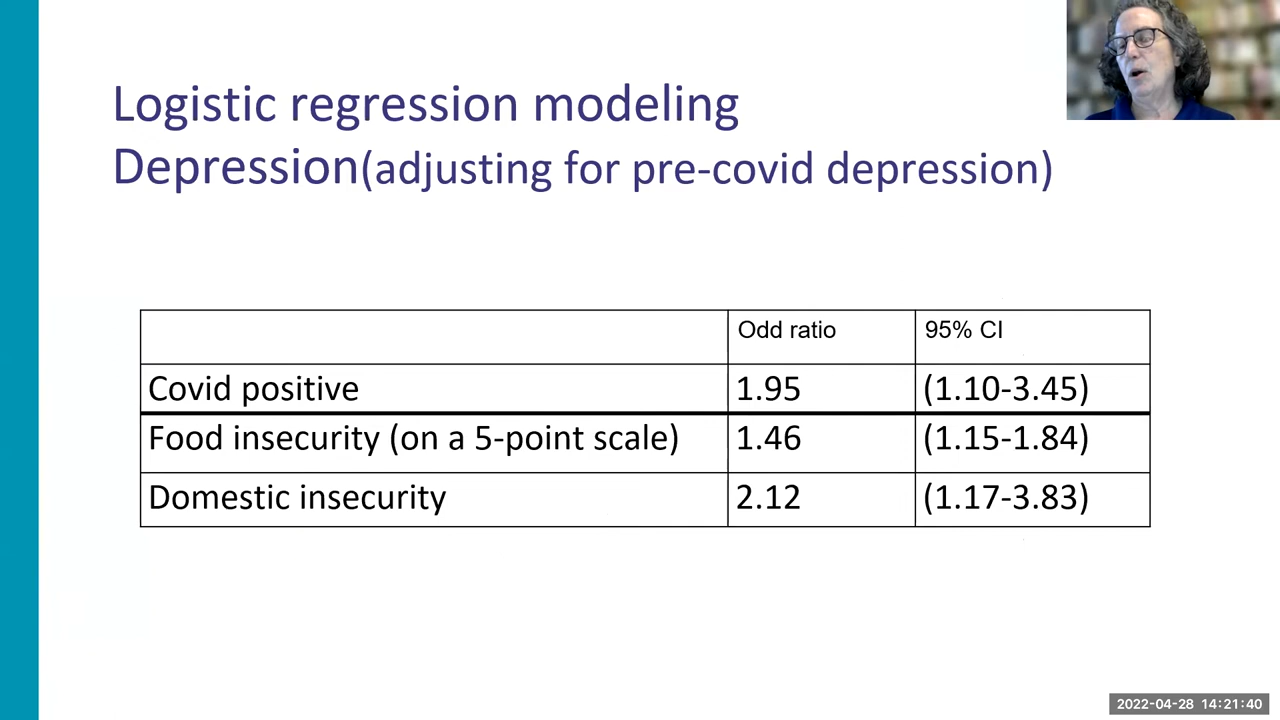 Logistic regression modeling
Depression(adjusting for pre-covid depression)
Odd ratio 95% CI
Covid positive 1.95 (1.10-3.45)
Food insecurity (on a 5-point scale) 1.46 (1.15-1.84)
Domestic insecurity 2.12 (1.17-3.83)
2022-04-28 14:21:40